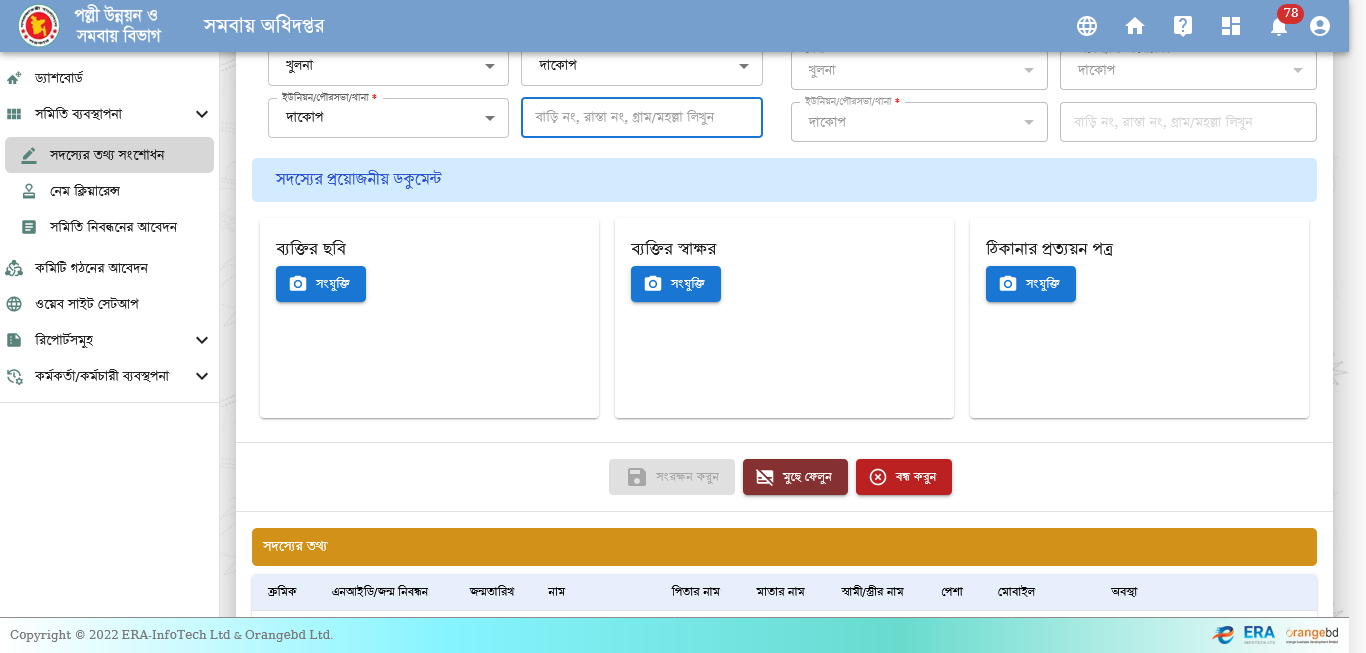 পল্লী উন্নয়ন ও
সমবায় বিভাগ
সমবায় অধিদপ্তর
78
ড্যাশবোর্ড
সমিতি ব্যবস্থাপনা
সদস্যের তথ্য সংশোধন
নেম ক্লিয়ারেন্স
সমিতি নিবন্ধনের আবেদন
কমিটি গঠনের আবেদন
ওয়েব সাইট সেটআপ
রিপোর্টসমূহ
কর্মকর্তা/কর্মচারী ব্যবস্থপনা
খুলনা
দাকোপ
খুলনা
দাকোপ
ইউনিয়ন/পৌরসভা/থানা *
দাকোপ
বাড়ি নং, রাস্তা নং, গ্রাম/মহল্লা লিখুন
ইউনিয়ন/পৌরসভা/থানা *
দাকোপ
বাড়ি নং, রাস্তা নং, গ্রাম/মহল্লা লিখুন
সদস্যের প্রয়োজনীয় ডকুমেন্ট
ব্যক্তির ছবি
সংযুক্তি
ব্যক্তির স্বাক্ষর
সংযুক্তি
ঠিকানার প্রত্যয়ন পত্র
সংযুক্তি
সংরক্ষন করুন
মুছে ফেলুন
বন্ধ করুন
সদস্যের তথ্য
ক্রমিক এনআইডি/জন্ম নিবন্ধন জন্মতারিখ নাম পিতার নাম মাতার নাম স্বামী/স্ত্রীর নাম পেশা মোবাইল অবস্থা
Copyright © 2022 ERA-InfoTech Ltd & Orangebd Ltd.
ERA
INFOTECH LTD
orangebd